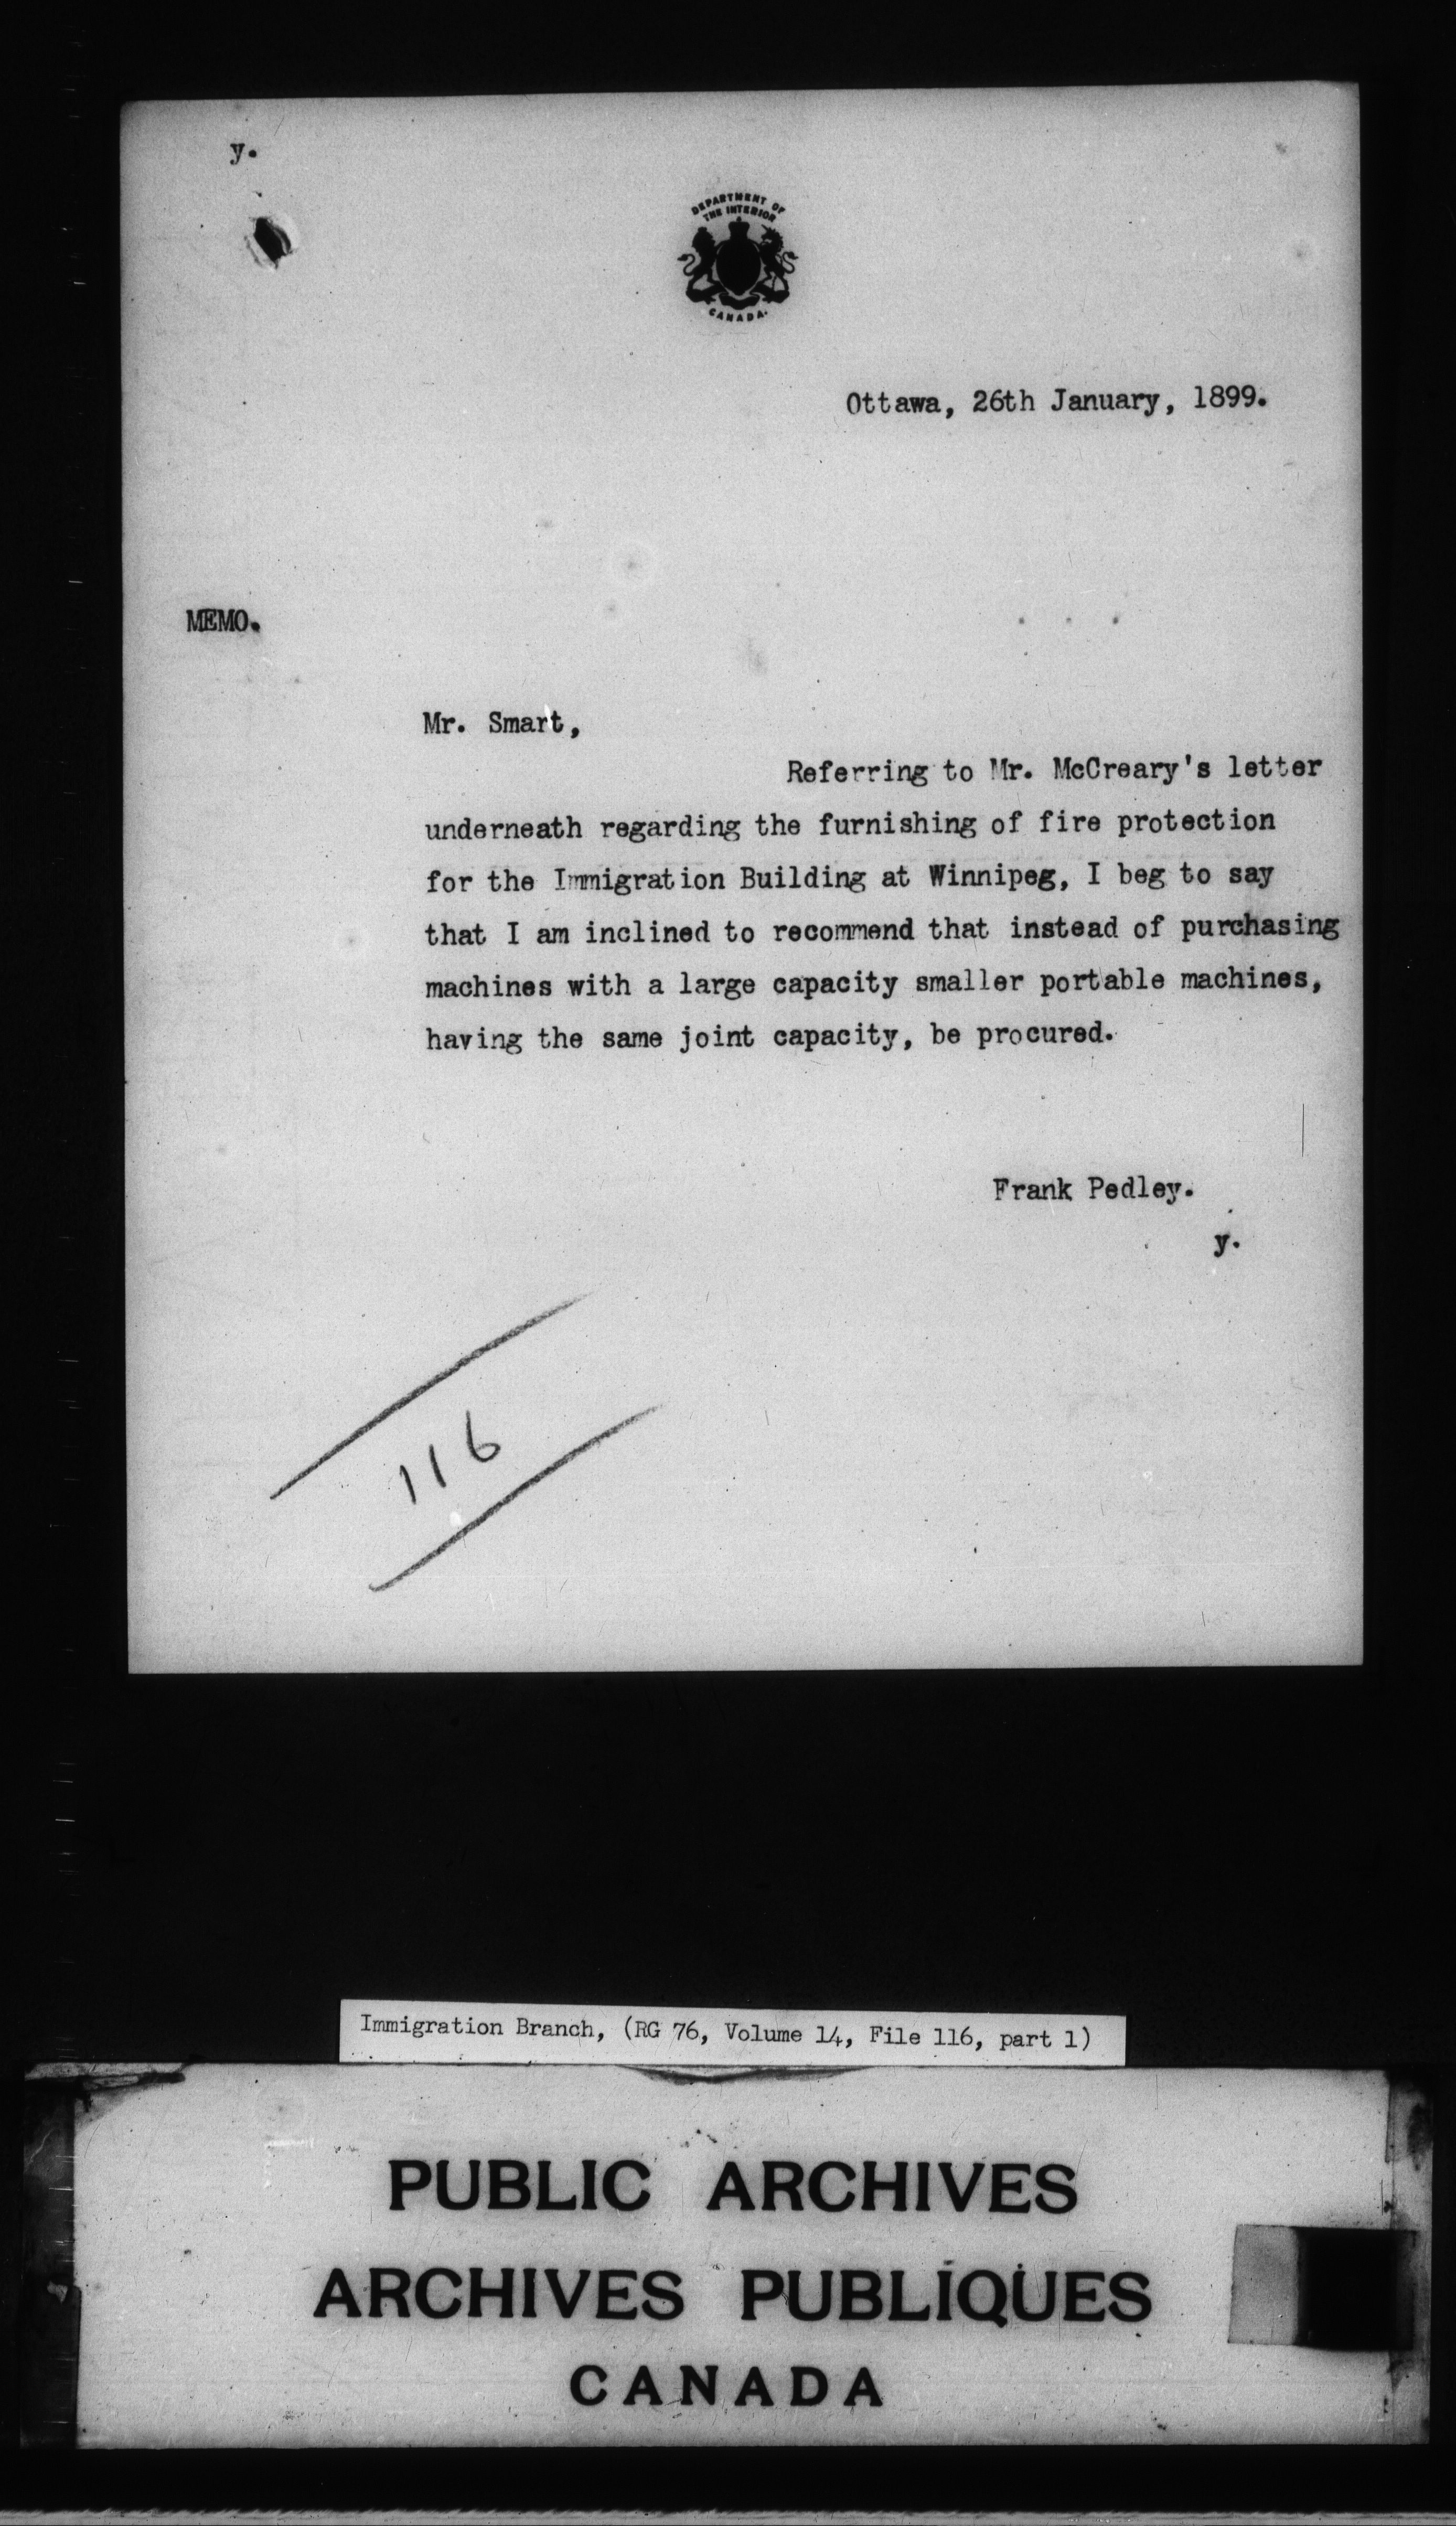 y.
DEPARTMENT OF
THE INTERIOR
CANADA.
Ottawa, 26th January, 1899.
MEMO.
Mr. Smart,
Referring to Mr. McCreary's letter
underneath regarding the furnishing of fire protection
for the Immigration Building at Winnipeg, I beg to say
that I am inclined to recommend that instead of purchasing
machines with a large capacity smaller portable machines,
having the same joint capacity, be procured.
Frank Pedley.
y.
116
Immigration Branch, (RG 76, Volume 14, File 116, part 1)
PUBLIC ARCHIVES
ARCHIVES PUBLIQUES
CANADA